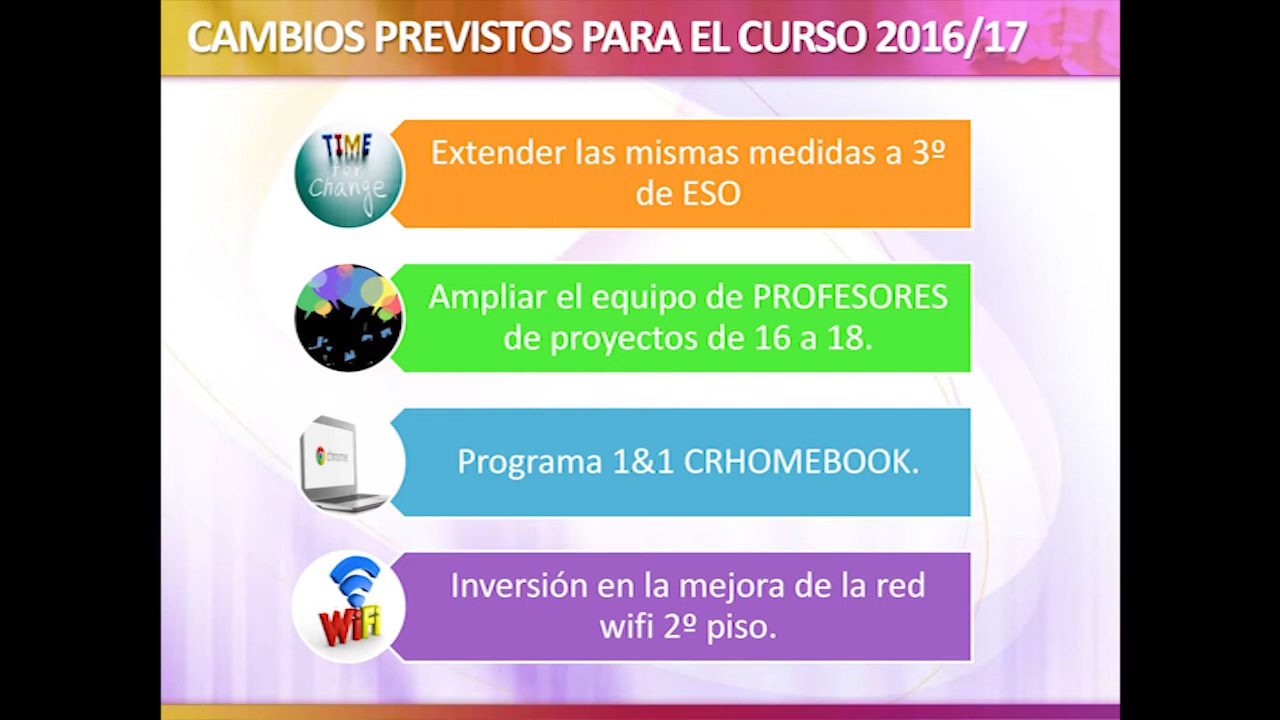 CAMBIOS PREVISTOS PARA EL CURSO 2016/17
TIME
FOR
Change
Extender las mismas medidas a 3º
de ESO
Ampliar el equipo de PROFESORES
de proyectos de 16 a 18.
chrome
Programa 1&1 CRHOMEBOOK.
WiFi
Inversión en la mejora de la red
wifi 2º piso.